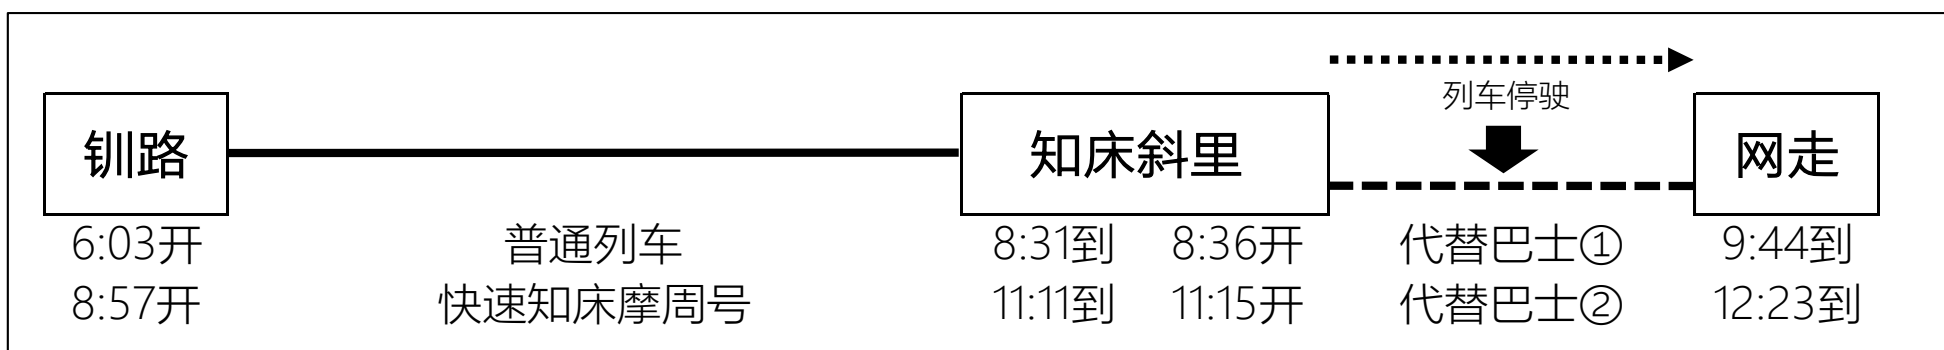 列车停驶
钏路 知床斜里 网走
6:03开 普通列车 8:31到 8:36开 代替巴士① 9:44到
8:57开 快速知床摩周号 11:11到 11:15开 代替巴士② 12:23到